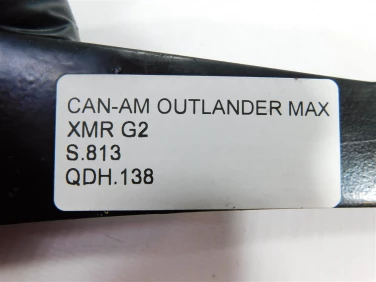 CAN-AM OUTLANDER MAX
XMR G2
S.813
QDH.138